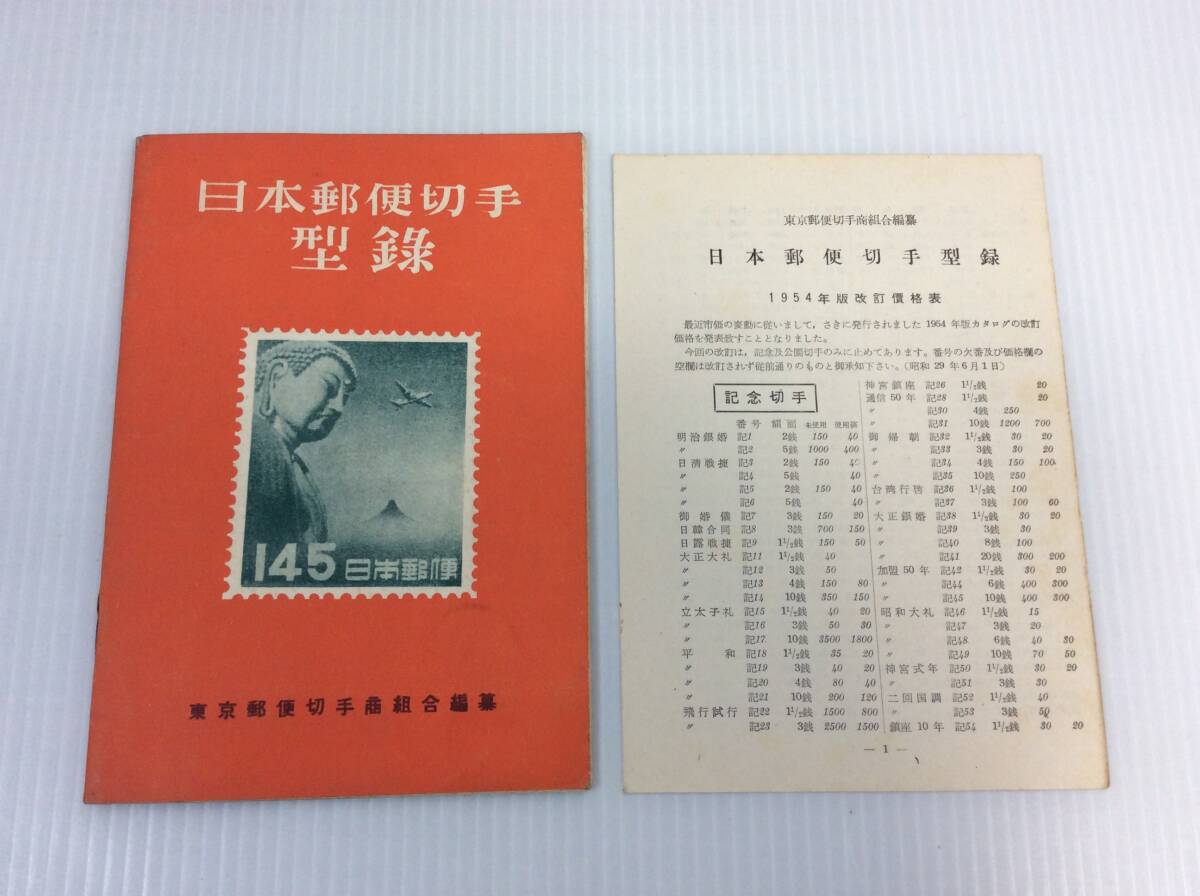 日本郵便切手
型錄
145 日本郵便
東京郵便切手商組合編纂
東京郵便切手商組合編纂
日本郵便切手型録
1954年版改訂價格表
最近市価の変動に従いまして，さきに発行されました 1954 年版カタログの改訂
価格を発表致すこととなりました。
今回の改訂は，記念及公園切手のみに止めてあります。番号の欠番及び価格欄の
空欄は改訂されず従前通りのものと御承知下さい。（昭和 29 年 6 月 1 日）
記念切手
番号 額面 未使用 使用済
明治銀婚 記1 2銭 150 40
〃 記2 5銭 1000 400
日清戦捷 記3 2銭 150 40
〃 記4 5銭 40
〃 記5 2銭 150 40
〃 記6 5銭 40
御婚儀 記7 3銭 150 20
日韓合同 記8 3銭 700 150
日露戦捷 記9 1½銭 150 50
大正大礼 記11 1½銭 40
〃 記12 3銭 50
〃 記13 4銭 150 80
〃 記14 10銭 350 150
立太子礼 記15 1½銭 40 20
〃 記16 3銭 50 30
〃 記17 10銭 3500 1800
平和 記18 1½銭 35 20
〃 記19 3銭 40 20
〃 記20 4銭 80 40
〃 記21 10銭 200 120
飛行試行 記22 1½銭 1500 800
〃 記23 3銭 2500 1500
神宮鎮座 記26 1½銭 20
逓信50年 記28 1½銭 20
〃 記30 4銭 250
〃 記31 10銭 1200 700
御帰朝 記32 1½銭 30 20
〃 記33 3銭 30 20
〃 記34 4銭 150 100
〃 記35 10銭 250
台湾行啓 記36 1½銭 100
〃 記37 3銭 100 60
大正銀婚 記38 1½銭 30 20
〃 記39 3銭 30
〃 記40 8銭 100
〃 記41 20銭 300 200
加盟50年 記42 1½銭 30 20
〃 記44 6銭 400 300
〃 記45 10銭 400 300
昭和大礼 記46 1½銭 15
〃 記47 3銭 20
〃 記48 6銭 40 30
〃 記49 10銭 70 50
神宮式年 記50 1½銭 30 20
〃 記51 3銭 30
二回国調 記52 1½銭 40
〃 記53 3銭 50
鎮座10年 記54 1½銭 30 20
— 1 —